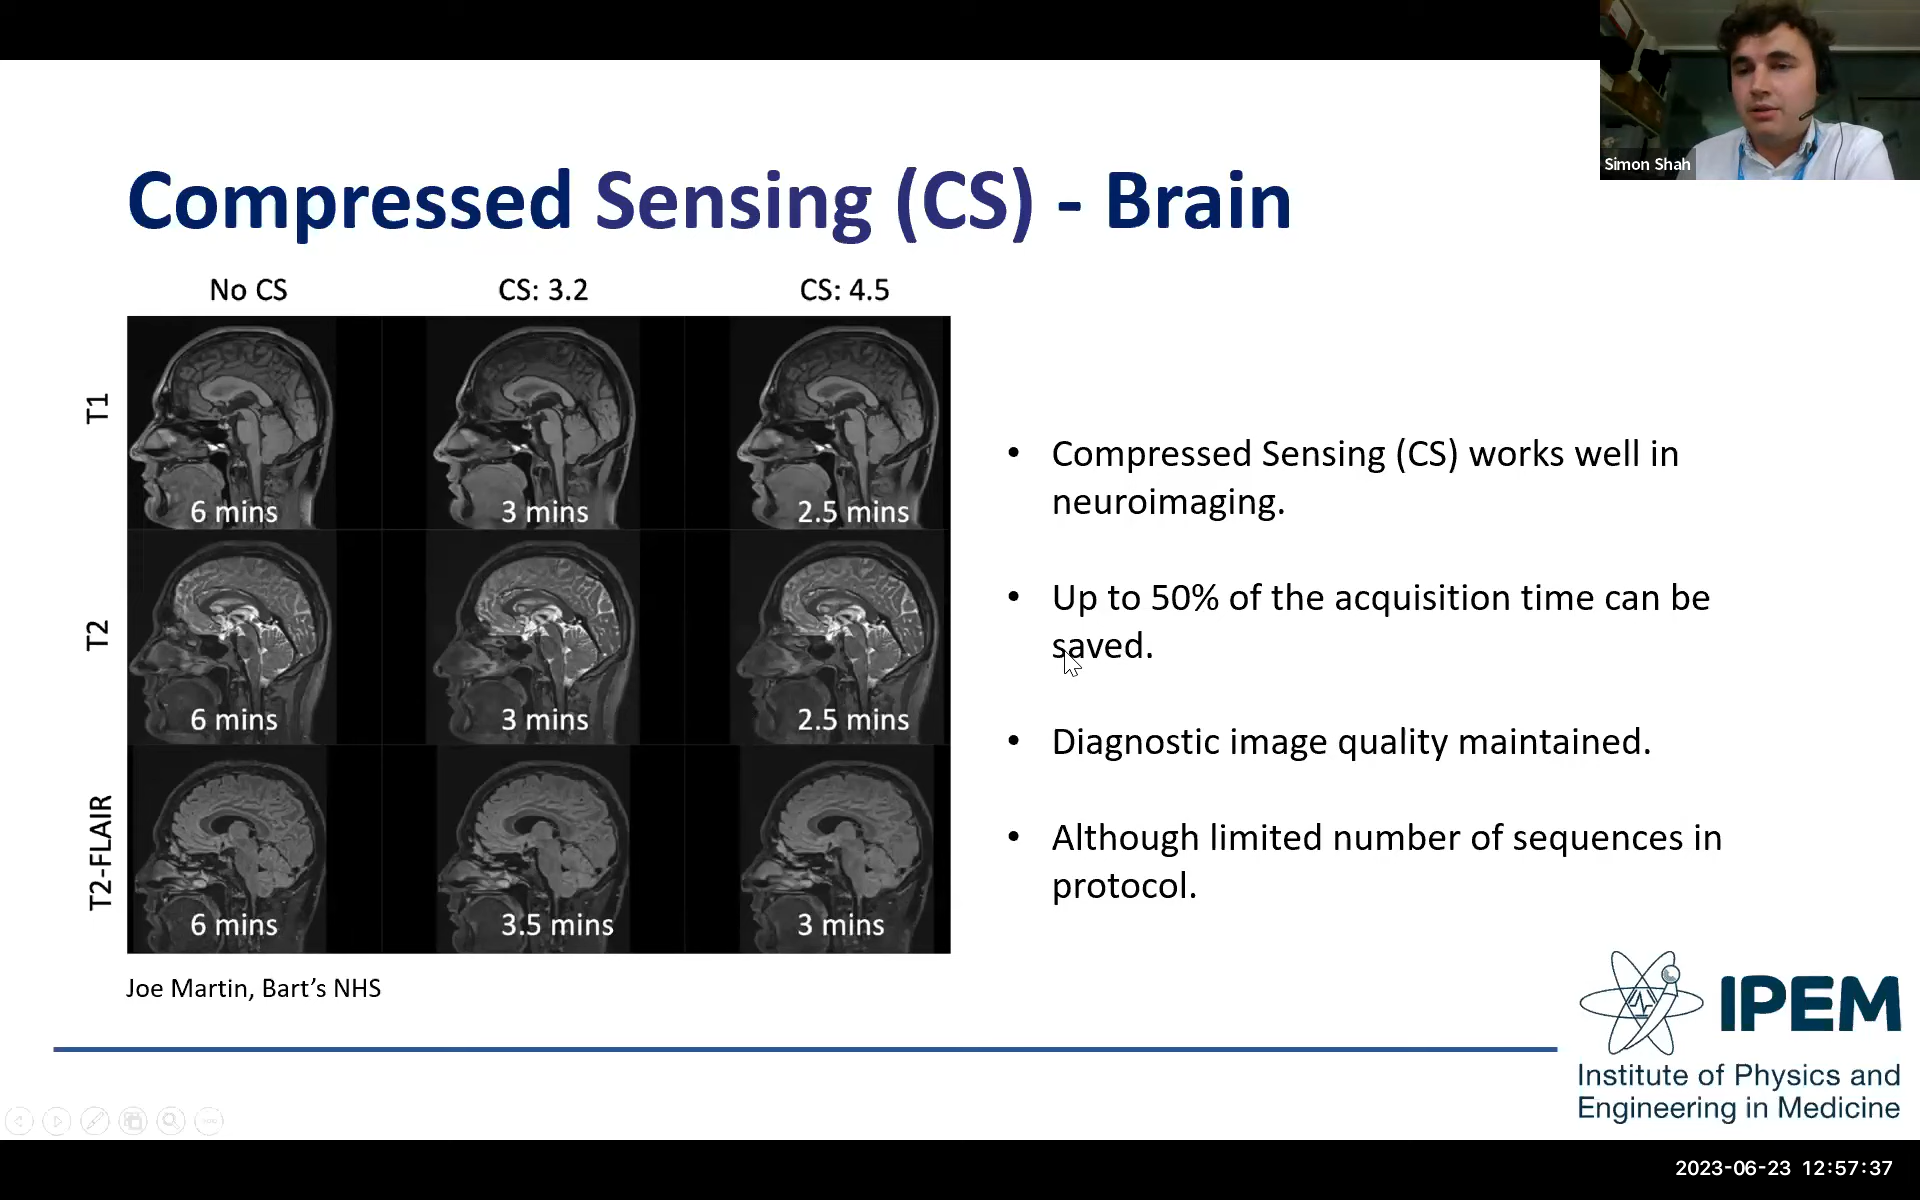 Simon Shah
Compressed Sensing (CS) - Brain
No CS
CS: 3.2
CS: 4.5
T1
6 mins
3 mins
2.5 mins
T2
6 mins
3 mins
2.5 mins
T2-FLAIR
6 mins
3.5 mins
3 mins
Joe Martin, Bart’s NHS
• Compressed Sensing (CS) works well in
neuroimaging.
• Up to 50% of the acquisition time can be
saved.
• Diagnostic image quality maintained.
• Although limited number of sequences in
protocol.
IPEM
Institute of Physics and
Engineering in Medicine
2023-06-23 12:57:37